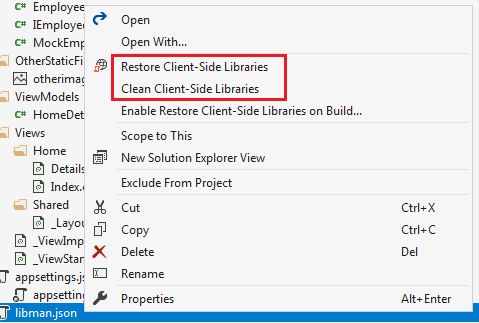 Employee
IEmploye
MockEmp
OtherStaticFi
otherimag
ViewModels
HomeDeta
Views
Home
Details
Index.c
Shared
_Layou
_ViewImp
_ViewStar
appsettings.js
appsettin
libman.json
Open
Open With...
Restore Client-Side Libraries
Clean Client-Side Libraries
Enable Restore Client-Side Libraries on Build...
Scope to This
New Solution Explorer View
Exclude From Project
Cut Ctrl+X
Copy Ctrl+C
Delete Del
Rename
Properties Alt+Enter